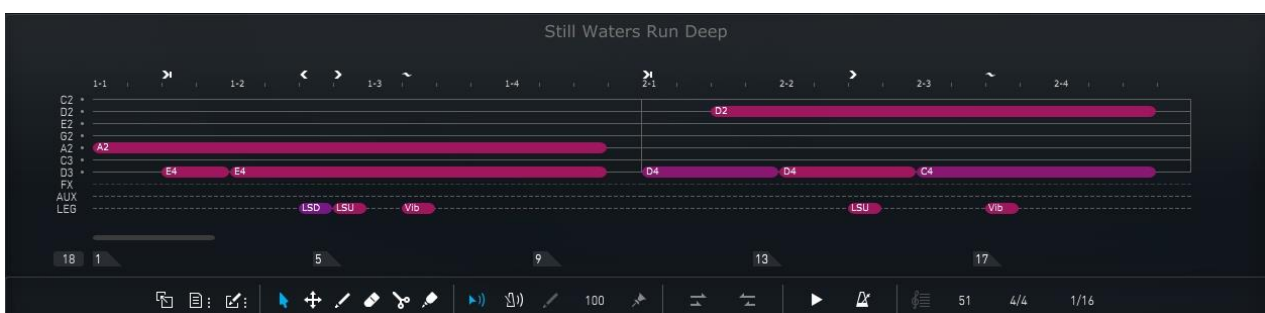 Still Waters Run Deep
1-1 1-2 1-3 1-4 2-1 2-2 2-3 2-4
C2
D2 D2
E2
G2
A2 A2
C3
D3 E4 E4 D4 D4 C4
FX
AUX
LEG LSD LSU Vib LSU Vib
18 1 5 9 13 17
100 51 4/4 1/16